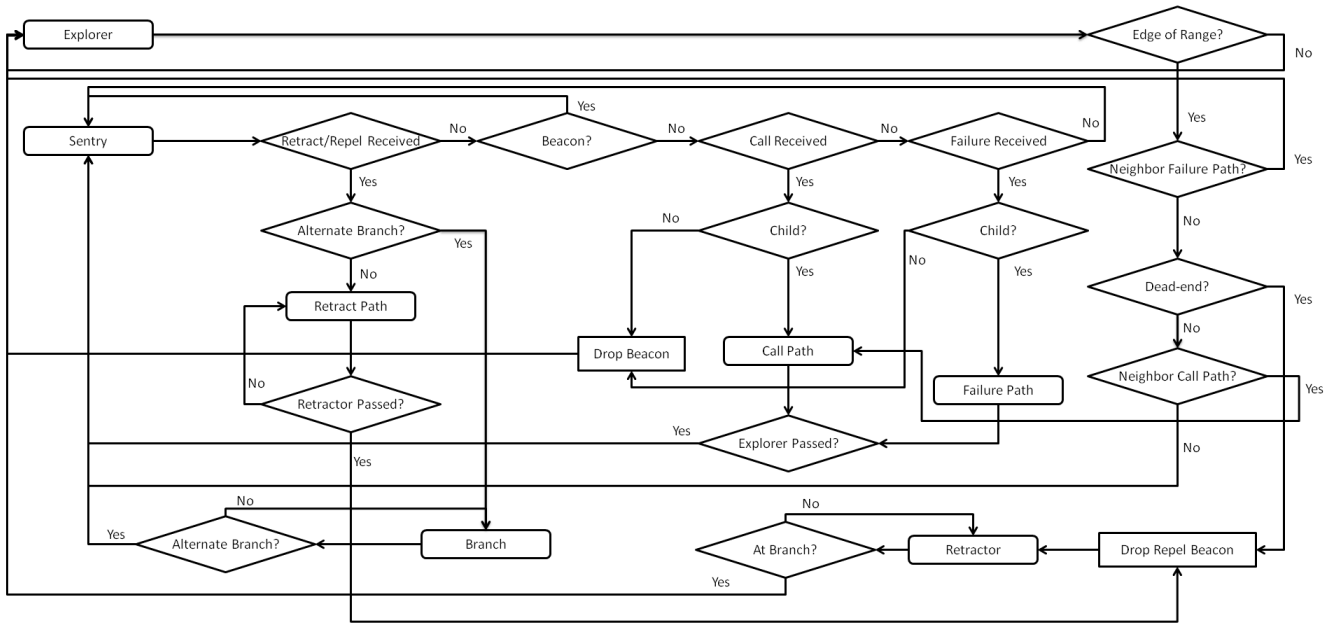 Explorer
Edge of Range?
No
Yes
Sentry
Retract/Repel Received
No
Beacon?
Yes
No
Call Received
No
Failure Received
No
Yes
Neighbor Failure Path?
Yes
Yes
Yes
Yes
Alternate Branch?
Yes
No
Child?
Yes
Child?
No
Yes
No
Dead-end?
Yes
No
Retract Path
No
Drop Beacon
Call Path
Neighbor Call Path?
Yes
No
Retractor Passed?
Failure Path
Yes
Explorer Passed?
Yes
No
No
No
Yes
Alternate Branch?
Branch
At Branch?
Retractor
Drop Repel Beacon
Yes